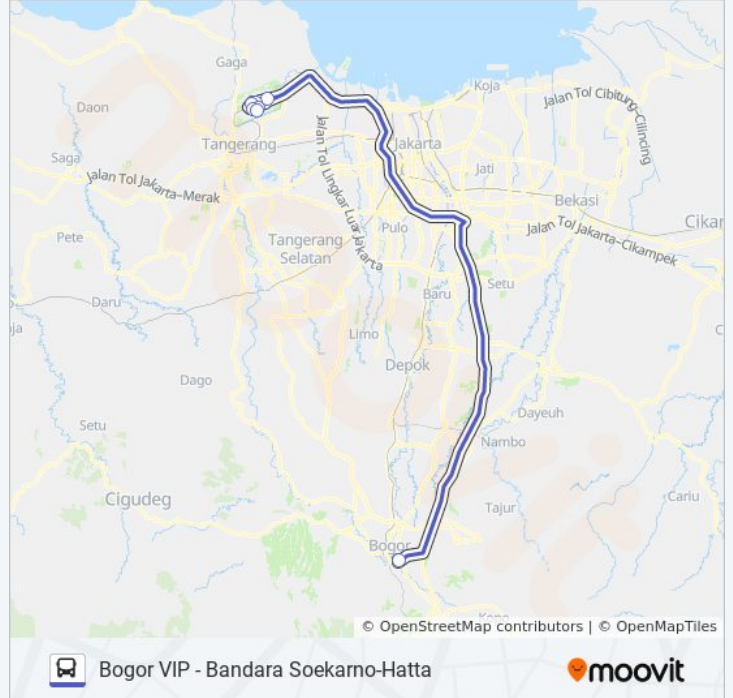 Gaga
Koja
Daon
Jalan Tol Cibitung-Cilincing
Tangerang
Jakarta
Saga
Jati
Jalan Tol Jakarta-Merak
Jalan Tol Lingkar Luar Jakarta
Bekasi
Pete
Pulo
Cikar
Tangerang
Selatan
Jalan Tol Jakarta-Cikampek
Daru
Baru
Setu
ja
Limo
C
Dago
Depok
Dayeuh
Setu
Nambo
Cigudeg
Tajur
Cariu
Bogor
© OpenStreetMap contributors | © OpenMapTiles
Bogor VIP - Bandara Soekarno-Hatta
moovit